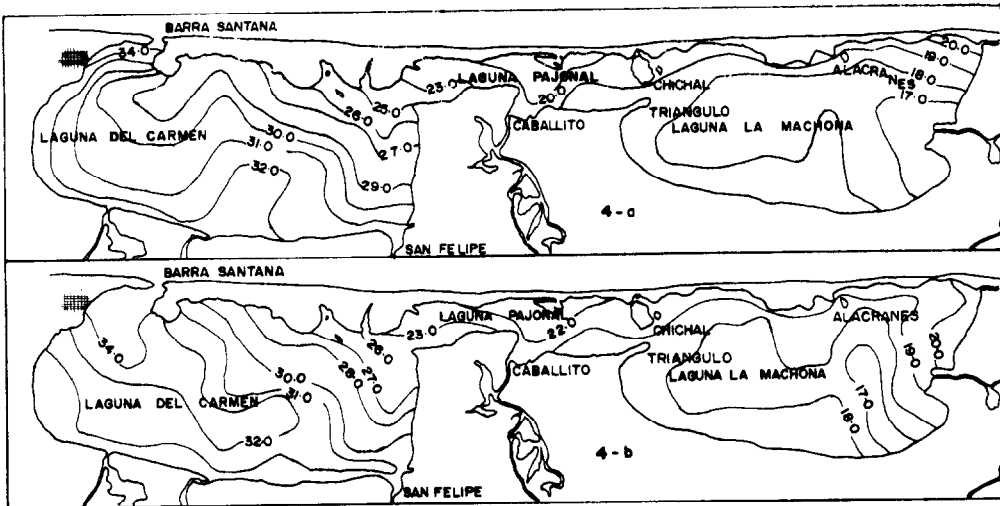 BARRA SANTANA
34.0
20.0
19.0
18.0
17.0
ALACRANES
LAGUNA PAJONAL
23.0
25.0
26.0
CHICHAL
TRIANGULO
LAGUNA LA MACHONA
CABALLITO
LAGUNA DEL CARMEN
30.0
31.0
32.0
27.0
29.0
4-a
SAN FELIPE
BARRA SANTANA
LAGUNA PAJONAL
23.0
22.0
ALACRANES
CHICHAL
34.0
26.0
27.0
28.0
30.0
31.0
19.0
20.0
TRIANGULO
LAGUNA LA MACHONA
CABALLITO
LAGUNA DEL CARMEN
17.0
18.0
32.0
4-b
SAN FELIPE